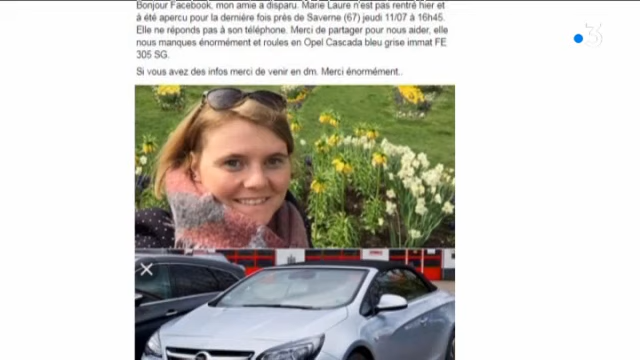 Bonjour Facebook, mon amie a disparu. Marie Laure n'est pas rentré hier et
à été aperçu pour la dernière fois près de Saverne (67) jeudi 11/07 à 16h45.
Elle ne réponds pas à son téléphone. Merci de partager pour nous aider, elle
nous manques énormément et roules en Opel Cascada bleu grise immat FE
305 SG.
Si vous avez des infos merci de venir en dm. Merci énormément..
3